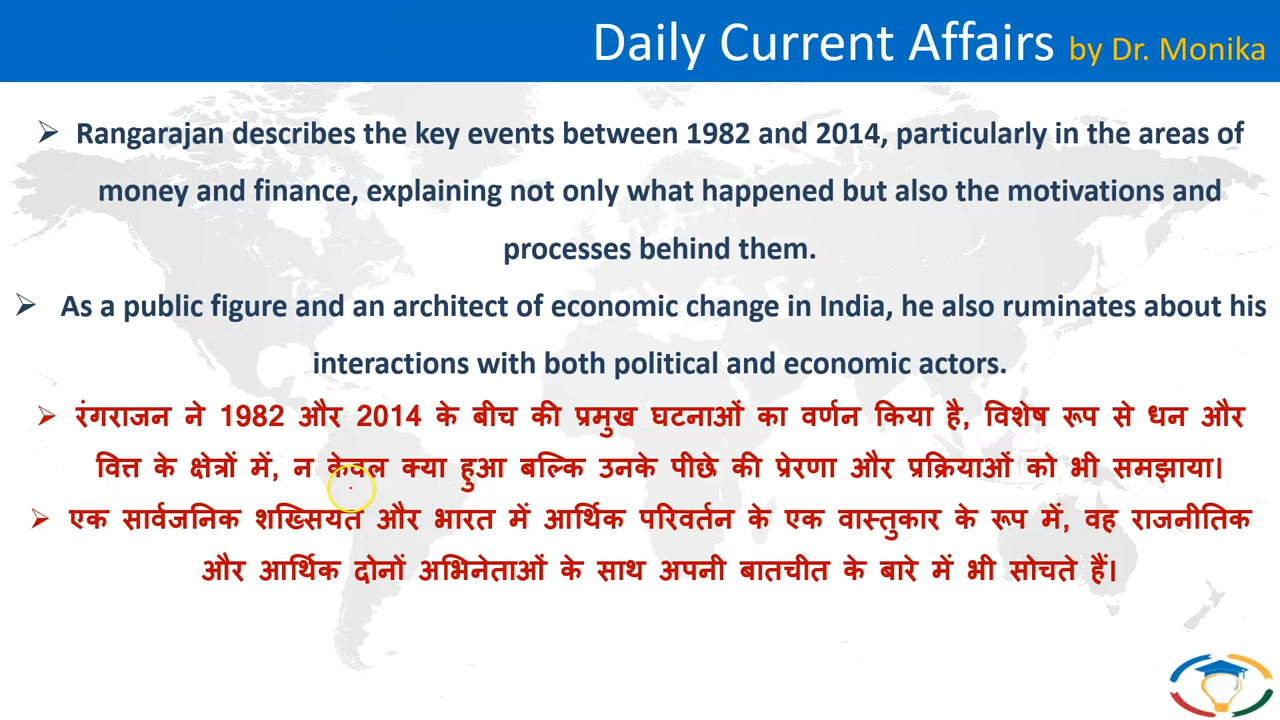 Daily Current Affairs by Dr. Monika
➢ Rangarajan describes the key events between 1982 and 2014, particularly in the areas of
money and finance, explaining not only what happened but also the motivations and
processes behind them.
➢ As a public figure and an architect of economic change in India, he also ruminates about his
interactions with both political and economic actors.
➢ रंगराजन ने 1982 और 2014 के बीच की प्रमुख घटनाओं का वर्णन किया है, विशेष रूप से धन और
वित्त के क्षेत्रों में, न केवल क्या हुआ बल्कि उनके पीछे की प्रेरणा और प्रक्रियाओं को भी समझाया।
➢ एक सार्वजनिक शख्सियत और भारत में आर्थिक परिवर्तन के एक वास्तुकार के रूप में, वह राजनीतिक
और आर्थिक दोनों अभिनेताओं के साथ अपनी बातचीत के बारे में भी सोचते हैं।